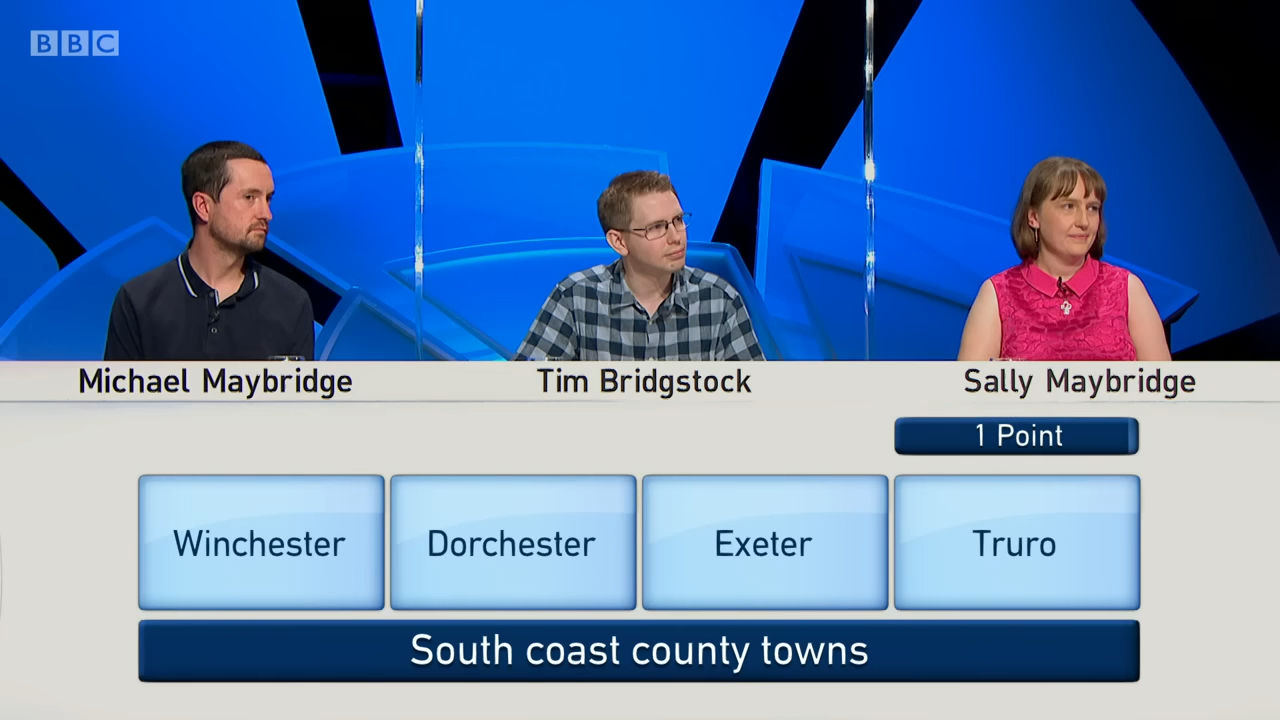 BBC
Michael Maybridge
Tim Bridgstock
Sally Maybridge
1 Point
Winchester
Dorchester
Exeter
Truro
South coast county towns